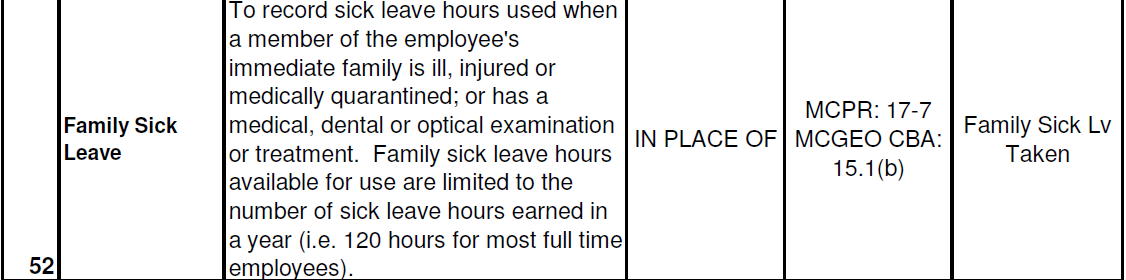 52
Family Sick
Leave
To record sick leave hours used when
a member of the employee's
immediate family is ill, injured or
medically quarantined; or has a
medical, dental or optical examination
or treatment.  Family sick leave hours
available for use are limited to the
number of sick leave hours earned in
a year (i.e. 120 hours for most full time
employees).
IN PLACE OF
MCPR: 17-7
MCGEO CBA:
15.1(b)
Family Sick Lv
Taken